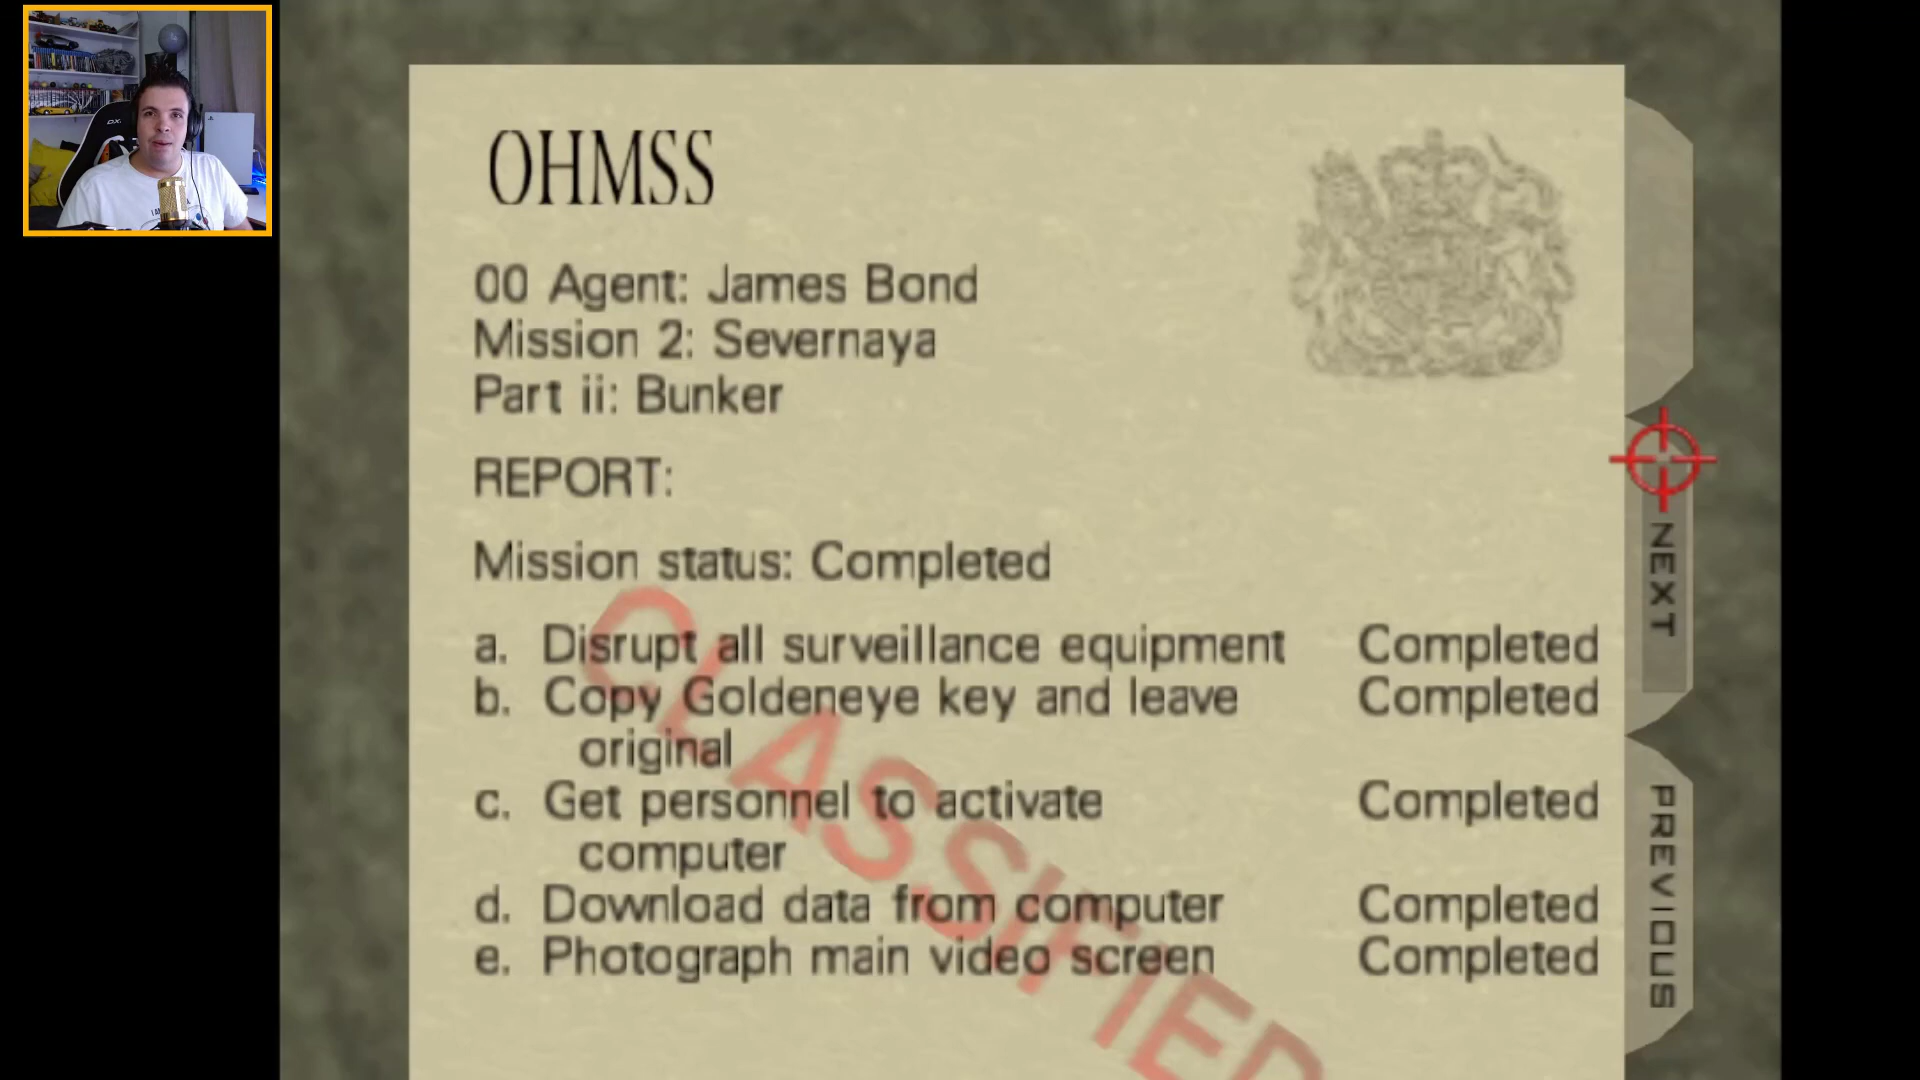 OHMSS
00 Agent: James Bond
Mission 2: Severnaya
Part ii: Bunker
REPORT:
Mission status: Completed
a. Disrupt all surveillance equipment Completed
b. Copy Goldeneye key and leave Completed
original
c. Get personnel to activate Completed
computer
d. Download data from computer Completed
e. Photograph main video screen Completed
CLASSIFIED
NEXT
PREVIOUS